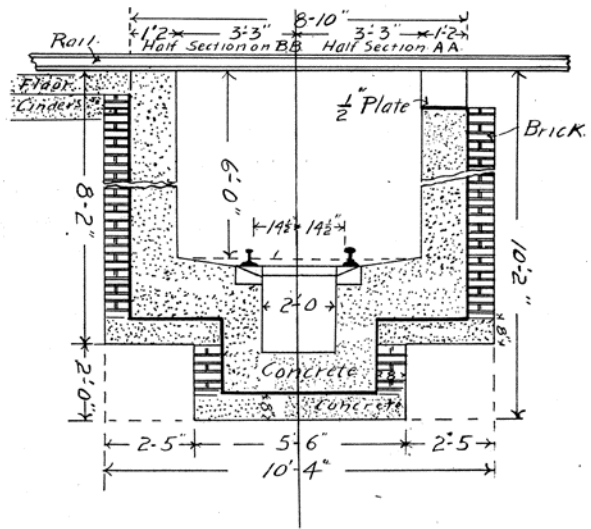 8-10"
1'2 3'-3" 3'-3" 1'-2
Half Section on B.B. Half Section A.A.
Rail.
Floor
Cinders
1/2" Plate
Brick.
6'-0"
8-2"
10'-2"
14½" 14½"
2'-0
8"
Concrete
8
2'-0"
8"
Concrete
2-5" 5'-6" 2-5
10'-4"